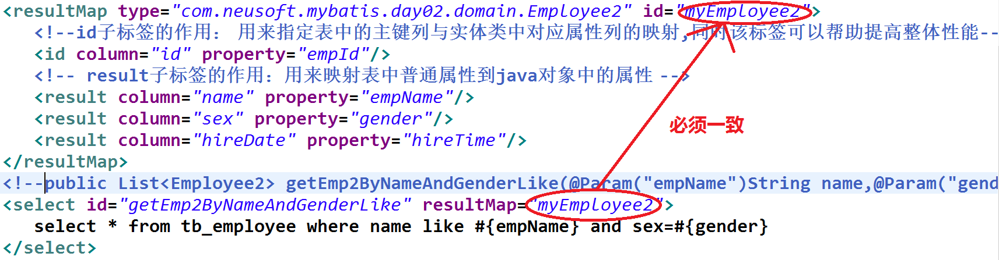 <resultMap type="com.neusoft.mybatis.day02.domain.Employee2" id="myEmployee2">
<!--id子标签的作用： 用来指定表中的主键列与实体类中对应属性列的映射,同时该标签可以帮助提高整体性能--
<id column="id" property="empId"/>
<!-- result子标签的作用：用来映射表中普通属性到java对象中的属性 -->
<result column="name" property="empName"/>
<result column="sex" property="gender"/>
必须一致
<result column="hireDate" property="hireTime"/>
</resultMap>
<!--public List<Employee2> getEmp2ByNameAndGenderLike(@Param("empName")String name,@Param("gend
<select id="getEmp2ByNameAndGenderLike" resultMap="myEmployee2">
select * from tb_employee where name like #{empName} and sex=#{gender}
</select>